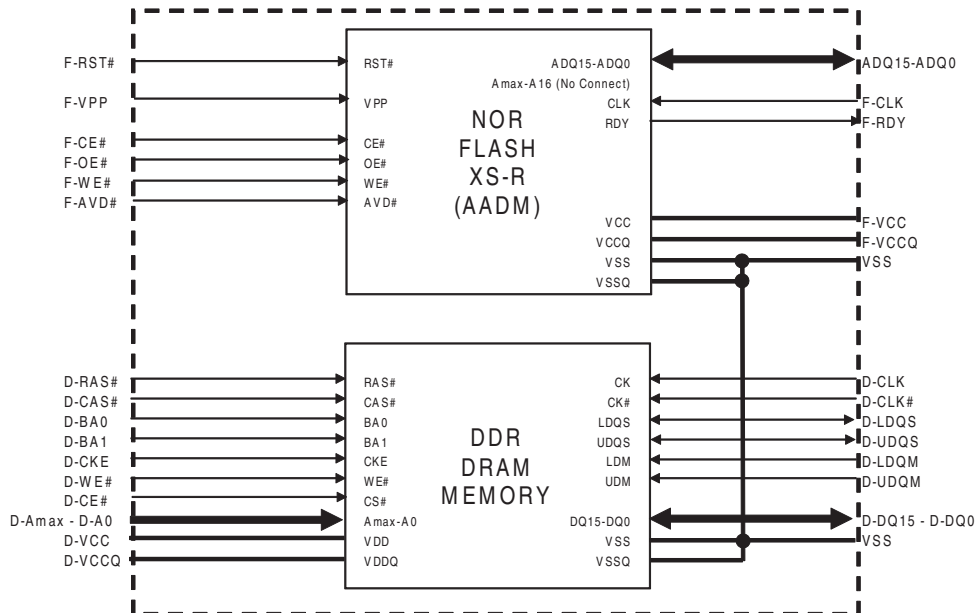 F-RST#
F-VPP
F-CE#
F-OE#
F-WE#
F-AVD#
RST#
VPP
CE#
OE#
WE#
AVD#
NOR
FLASH
XS-R
(AADM)
ADQ15-ADQ0
Amax-A16 (No Connect)
CLK
RDY
VCC
VCCQ
VSS
VSSQ
ADQ15-ADQ0
F-CLK
F-RDY
F-VCC
F-VCCQ
VSS
D-RAS#
D-CAS#
D-BA0
D-BA1
D-CKE
D-WE#
D-CE#
D-Amax - D-A0
D-VCC
D-VCCQ
RAS#
CAS#
BA0
BA1
CKE
WE#
CS#
Amax-A0
VDD
VDDQ
DDR
DRAM
MEMORY
CK
CK#
LDQS
UDQS
LDM
UDM
DQ15-DQ0
VSS
VSSQ
D-CLK
D-CLK#
D-LDQS
D-UDQS
D-LDQM
D-UDQM
D-DQ15 - D-DQ0
VSS